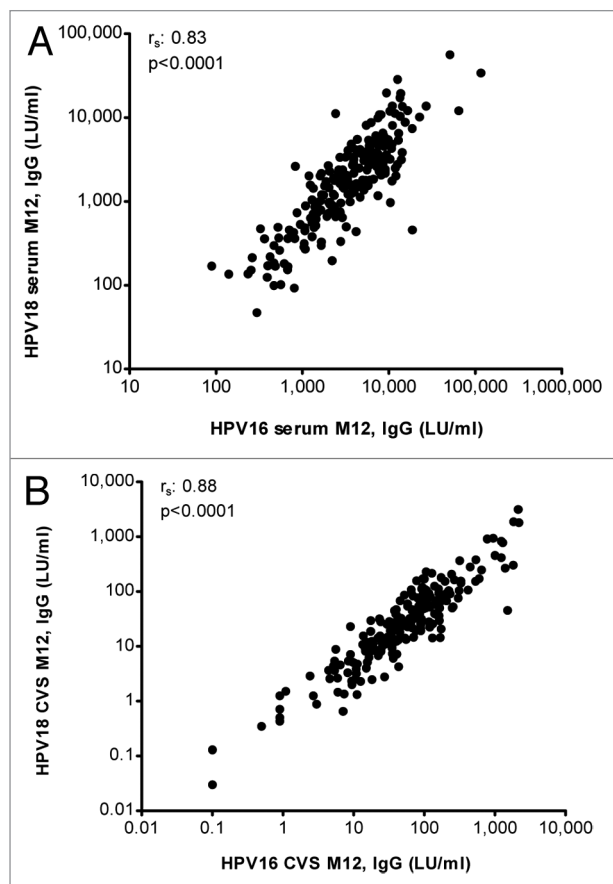 A
r_s: 0.83
p<0.0001
100,000
10,000
1,000
100
10
HPV18 serum M12, IgG (LU/ml)
10 100 1,000 10,000 100,000 1,000,000
HPV16 serum M12, IgG (LU/ml)
B
r_s: 0.88
p<0.0001
10,000
1,000
100
10
1
0.1
0.01
HPV18 CVS M12, IgG (LU/ml)
0.01 0.1 1 10 100 1,000 10,000
HPV16 CVS M12, IgG (LU/ml)